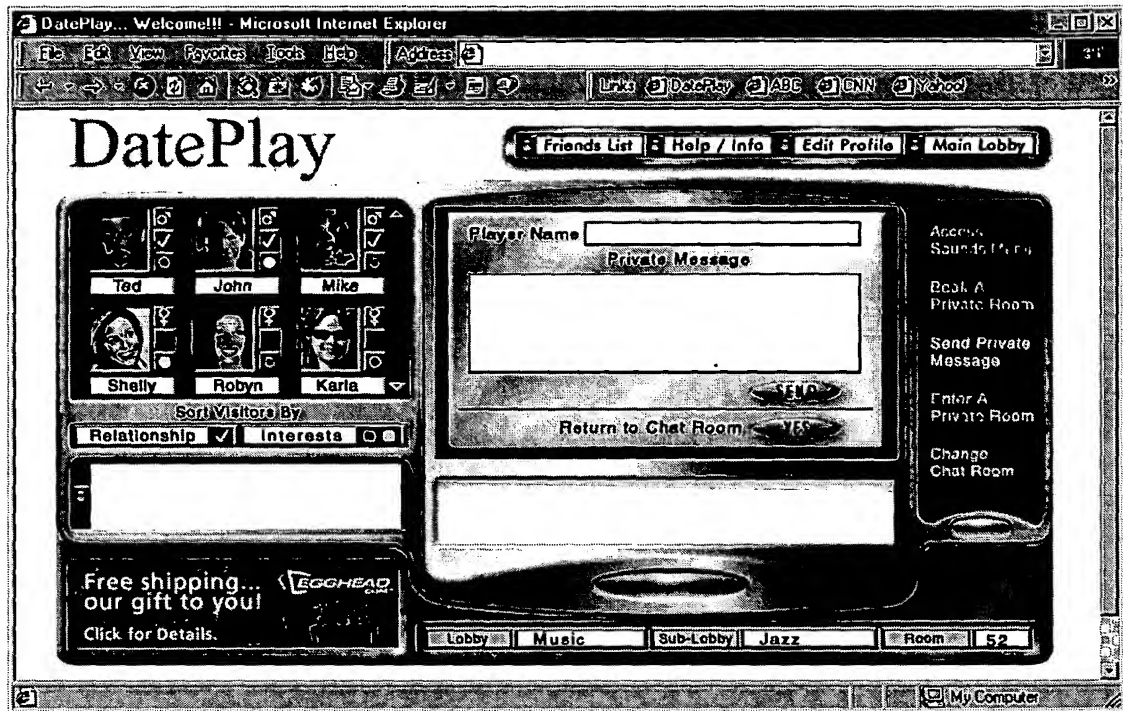 DatePlay... Welcome!!! - Microsoft Internet Explorer
File Edit View Favorites Tools Help Address
Links DatePlay ABC CNN Yahoo!
DatePlay
Friends List Help / Info Edit Profile Main Lobby
Ted John Mike
Shelly Robyn Karla
Sort Visitors By
Relationship Interests
Player Name
Private Message
SEND
Return to Chat Room YES
Access
Sounds Menu
Book A
Private Room
Send Private
Message
Enter A
Private Room
Change
Chat Room
Free shipping...
our gift to you!
Click for Details.
EGGHEAD
.COM
Lobby Music Sub-Lobby Jazz Room 52
My Computer